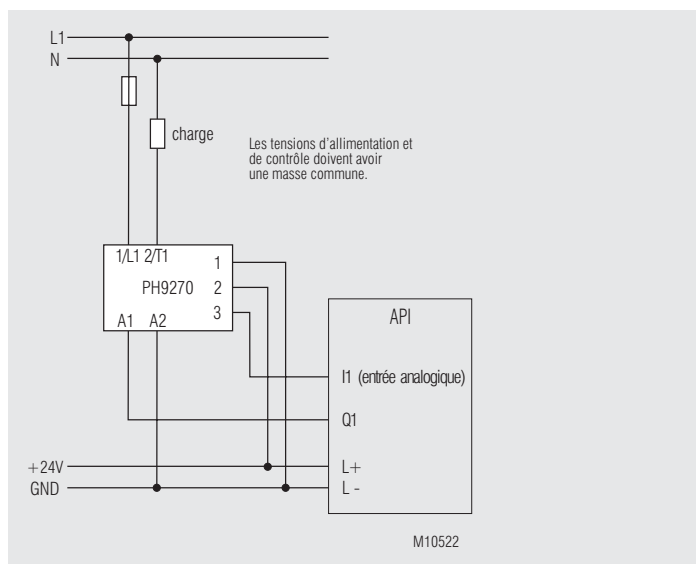 L1
N
charge
Les tensions d’allimentation et
de contrôle doivent avoir
une masse commune.
1/L1 2/T1
1
PH9270
2
3
A1 A2
API
I1 (entrée analogique)
Q1
+24V
L+
GND
L -
M10522